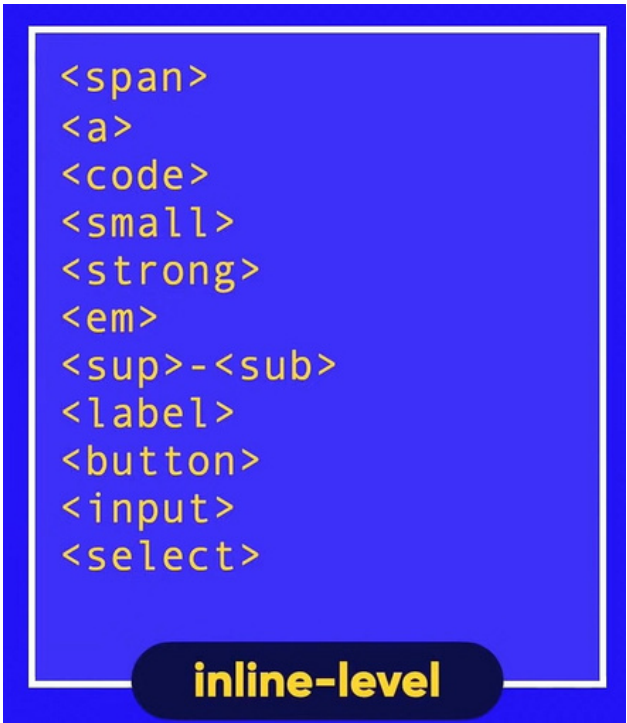 <span>
<a>
<code>
<small>
<strong>
<em>
<sup>-<sub>
<label>
<button>
<input>
<select>
inline-level